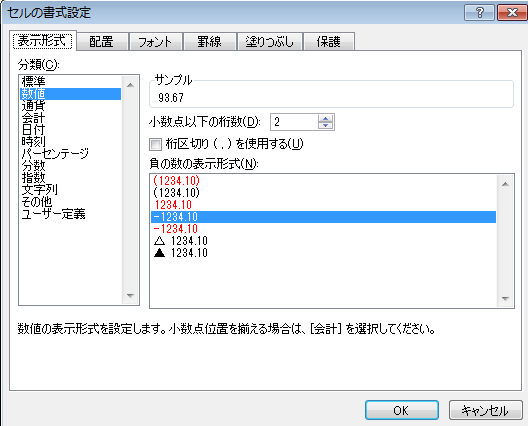 セルの書式設定
表示形式 配置 フォント 罫線 塗りつぶし 保護
分類(C):
標準
数値
通貨
会計
日付
時刻
パーセンテージ
分数
指数
文字列
その他
ユーザー定義
サンプル
93.67
小数点以下の桁数(D): 2
桁区切り ( , ) を使用する(U)
負の数の表示形式(N):
(1234.10)
(1234.10)
1234.10
-1234.10
-1234.10
△ 1234.10
▲ 1234.10
数値の表示形式を設定します。小数点位置を揃える場合は、[会計] を選択してください。
OK キャンセル